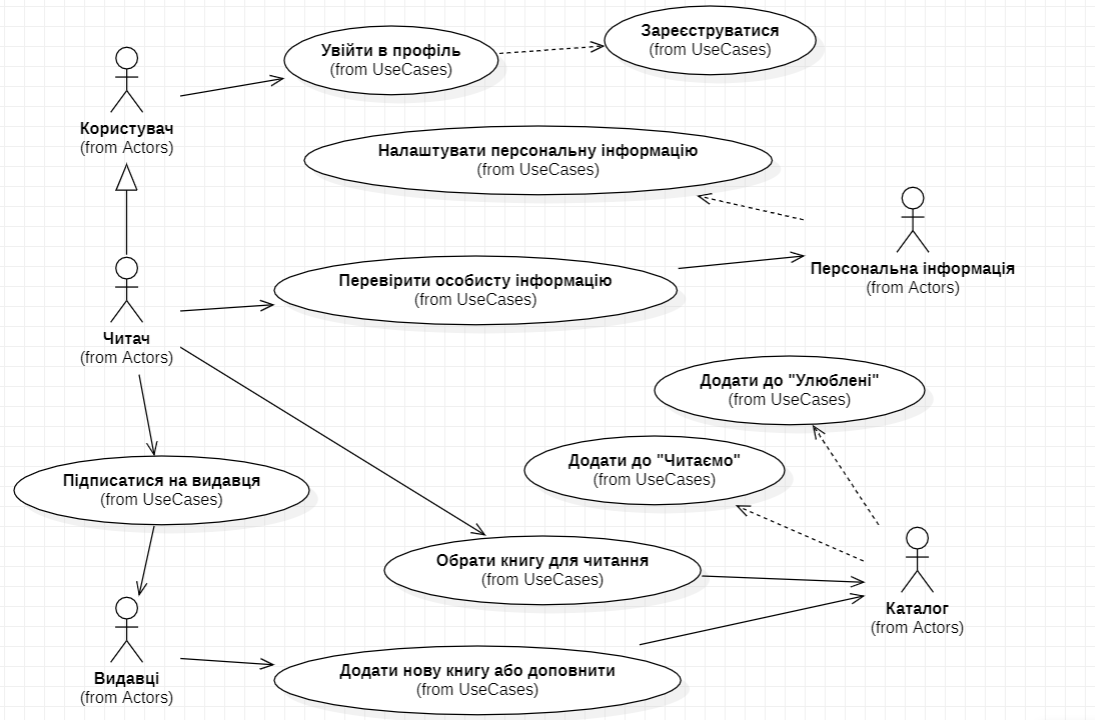 Зареєструватися
(from UseCases)
Увійти в профіль
(from UseCases)
Користувач
(from Actors)
Налаштувати персональну інформацію
(from UseCases)
Персональна інформація
(from Actors)
Перевірити особисту інформацію
(from UseCases)
Читач
(from Actors)
Додати до "Улюблені"
(from UseCases)
Додати до "Читаємо"
(from UseCases)
Підписатися на видавця
(from UseCases)
Обрати книгу для читання
(from UseCases)
Каталог
(from Actors)
Видавці
(from Actors)
Додати нову книгу або доповнити
(from UseCases)